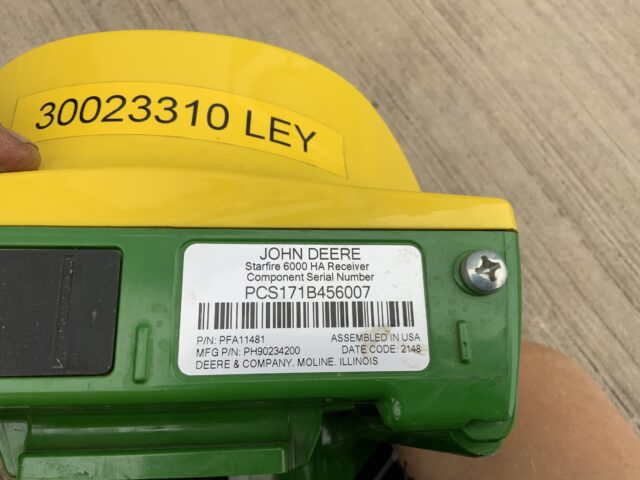 30023310 LEY
JOHN DEERE
Starfire 6000 HA Receiver
Component Serial Number
PCS171B456007
P/N: PFA11481 ASSEMBLED IN USA
MFG P/N: PH90234200 DATE CODE: 2148
DEERE & COMPANY. MOLINE. ILLINOIS